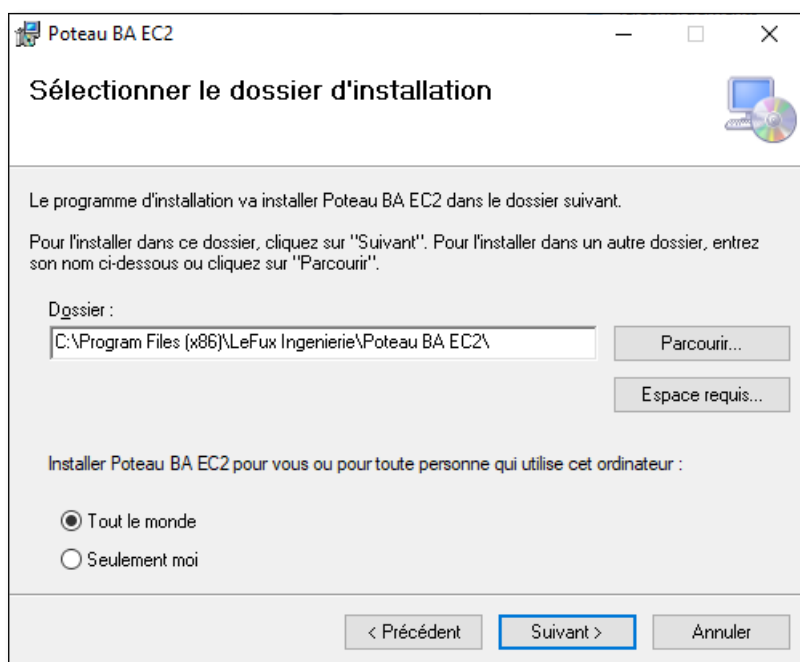 Poteau BA EC2
Sélectionner le dossier d'installation
Le programme d'installation va installer Poteau BA EC2 dans le dossier suivant.
Pour l'installer dans ce dossier, cliquez sur "Suivant". Pour l'installer dans un autre dossier, entrez
son nom ci-dessous ou cliquez sur "Parcourir".
Dossier :
C:\Program Files (x86)\LeFux Ingenierie\Poteau BA EC2\
Parcourir...
Espace requis...
Installer Poteau BA EC2 pour vous ou pour toute personne qui utilise cet ordinateur :
Tout le monde
Seulement moi
< Précédent
Suivant >
Annuler